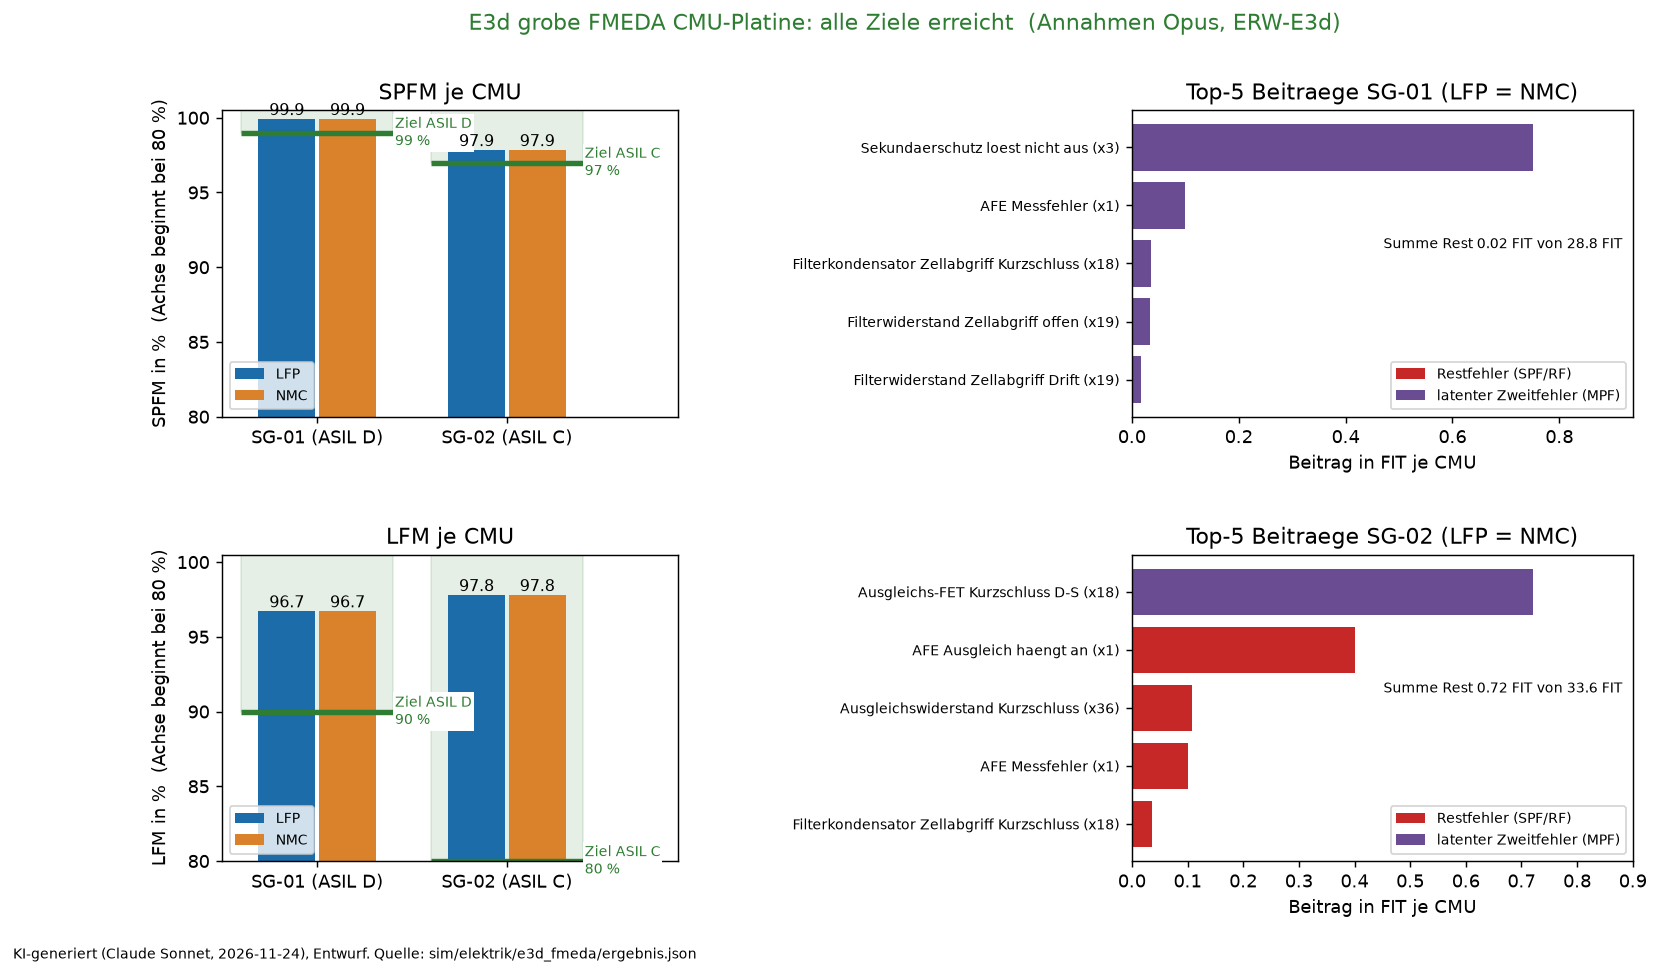 E3d grobe FMEDA CMU-Platine: alle Ziele erreicht  (Annahmen Opus, ERW-E3d)
SPFM je CMU
SPFM in %  (Achse beginnt bei 80 %)
100
95
90
85
80
99.9
99.9
97.9
97.9
Ziel ASIL D
99 %
Ziel ASIL C
97 %
LFP
NMC
SG-01 (ASIL D)
SG-02 (ASIL C)
Top-5 Beitraege SG-01 (LFP = NMC)
Sekundaerschutz loest nicht aus (x3)
AFE Messfehler (x1)
Filterkondensator Zellabgriff Kurzschluss (x18)
Filterwiderstand Zellabgriff offen (x19)
Filterwiderstand Zellabgriff Drift (x19)
Summe Rest 0.02 FIT von 28.8 FIT
Restfehler (SPF/RF)
latenter Zweitfehler (MPF)
0.0
0.2
0.4
0.6
0.8
Beitrag in FIT je CMU
LFM je CMU
LFM in %  (Achse beginnt bei 80 %)
100
95
90
85
80
96.7
96.7
97.8
97.8
Ziel ASIL D
90 %
Ziel ASIL C
80 %
LFP
NMC
SG-01 (ASIL D)
SG-02 (ASIL C)
Top-5 Beitraege SG-02 (LFP = NMC)
Ausgleichs-FET Kurzschluss D-S (x18)
AFE Ausgleich haengt an (x1)
Ausgleichswiderstand Kurzschluss (x36)
AFE Messfehler (x1)
Filterkondensator Zellabgriff Kurzschluss (x18)
Summe Rest 0.72 FIT von 33.6 FIT
Restfehler (SPF/RF)
latenter Zweitfehler (MPF)
0.0
0.1
0.2
0.3
0.4
0.5
0.6
0.7
0.8
0.9
Beitrag in FIT je CMU
KI-generiert (Claude Sonnet, 2026-11-24), Entwurf. Quelle: sim/elektrik/e3d_fmeda/ergebnis.json